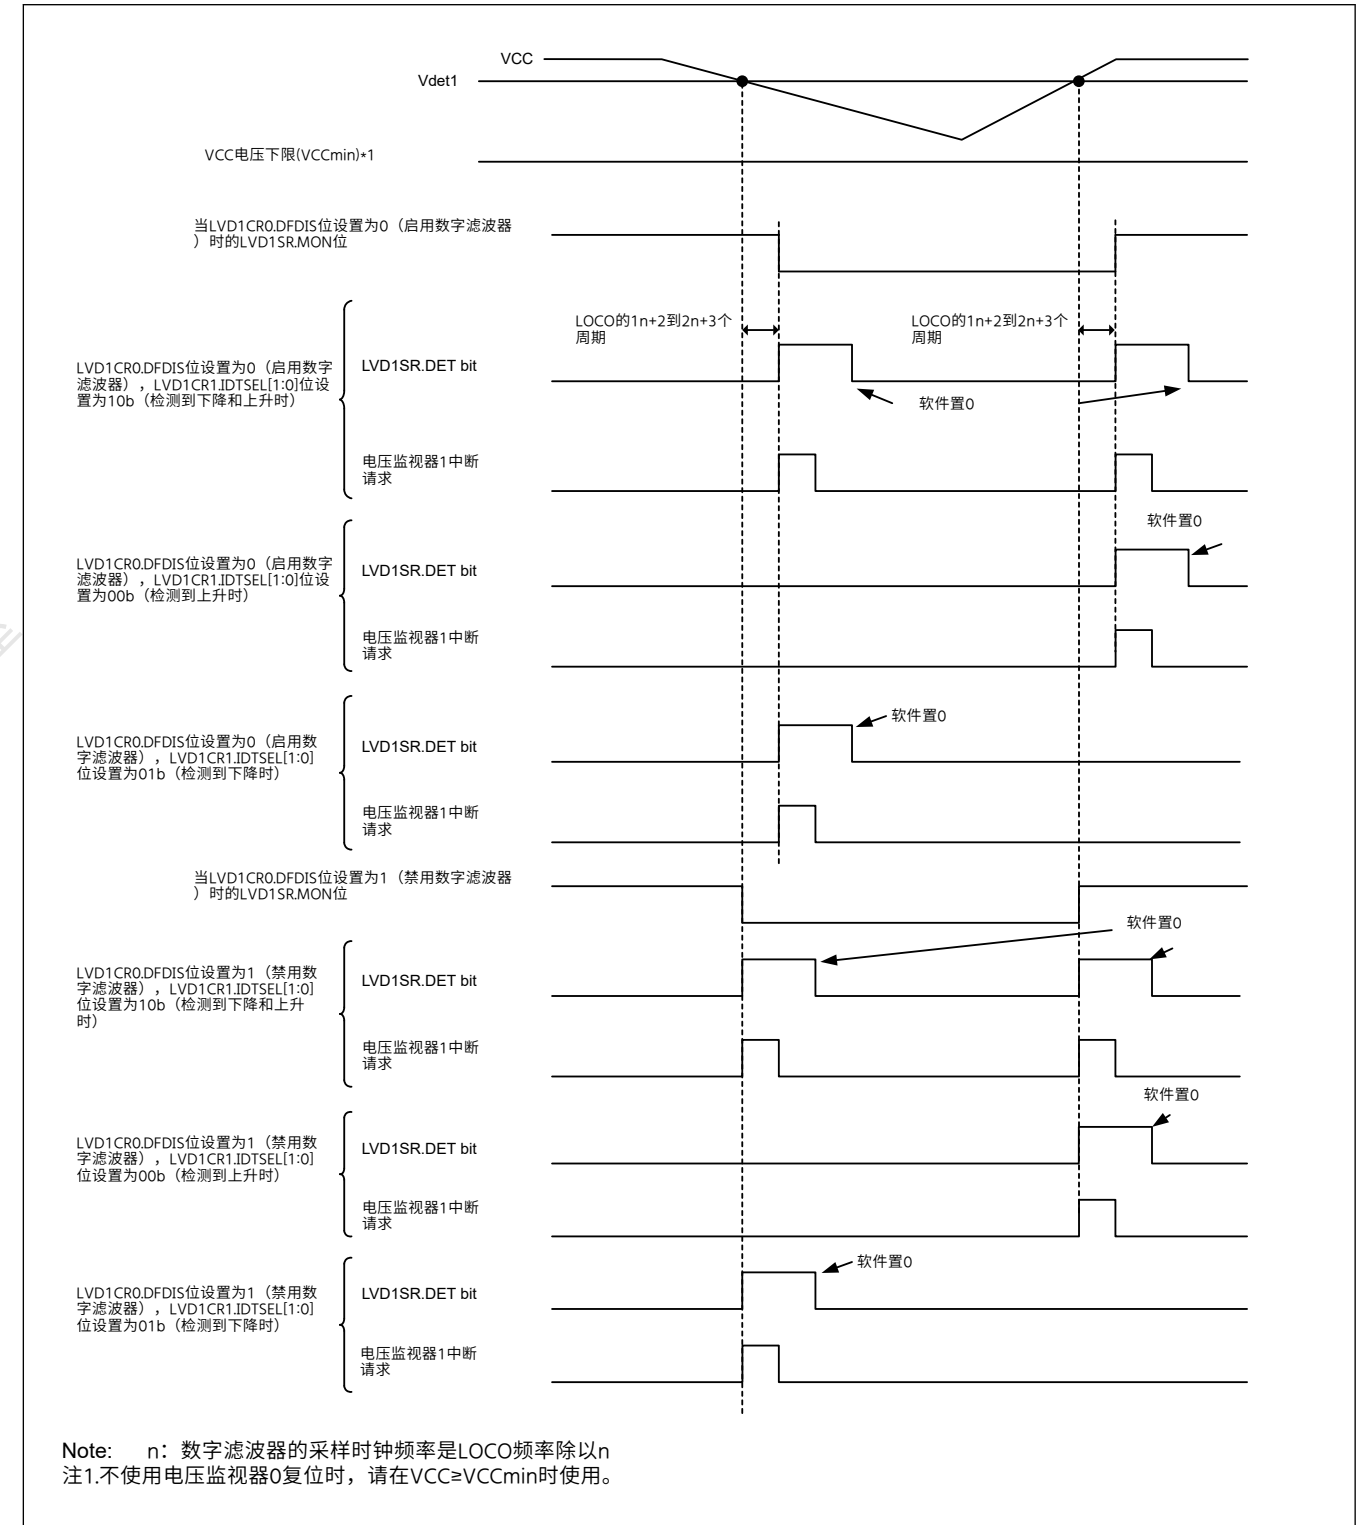 VCC
Vdet1
VCC电压下限(VCCmin)*1
当LVD1CR0.DFDIS位设置为0（启用数字滤波器
）时的LVD1SR.MON位
LOCO的1n+2到2n+3个
周期
LOCO的1n+2到2n+3个
周期
LVD1CR0.DFDIS位设置为0（启用数字
滤波器），LVD1CR1.IDTSEL[1:0]位设
置为10b（检测到下降和上升时）
LVD1SR.DET bit
软件置0
电压监视器1中断
请求
软件置0
LVD1CR0.DFDIS位设置为0（启用数字
滤波器），LVD1CR1.IDTSEL[1:0]位设
置为00b（检测到上升时）
LVD1SR.DET bit
电压监视器1中断
请求
软件置0
LVD1CR0.DFDIS位设置为0（启用数
字滤波器），LVD1CR1.IDTSEL[1:0]
位设置为01b（检测到下降时）
LVD1SR.DET bit
电压监视器1中断
请求
当LVD1CR0.DFDIS位设置为1（禁用数字滤波器
）时的LVD1SR.MON位
软件置0
LVD1CR0.DFDIS位设置为1（禁用数
字滤波器），LVD1CR1.IDTSEL[1:0]
位设置为10b（检测到下降和上升
时）
LVD1SR.DET bit
电压监视器1中断
请求
软件置0
LVD1CR0.DFDIS位设置为1（禁用数
字滤波器），LVD1CR1.IDTSEL[1:0]
位设置为00b（检测到上升时）
LVD1SR.DET bit
电压监视器1中断
请求
软件置0
LVD1CR0.DFDIS位设置为1（禁用数
字滤波器），LVD1CR1.IDTSEL[1:0]
位设置为01b（检测到下降时）
LVD1SR.DET bit
电压监视器1中断
请求
Note: n：数字滤波器的采样时钟频率是LOCO频率除以n
注1.不使用电压监视器0复位时，请在VCC≥VCCmin时使用。